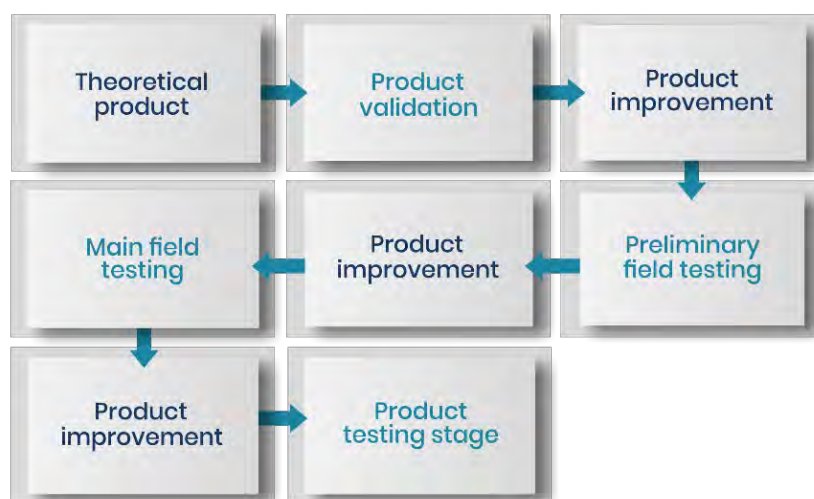 Theoretical
product
Product
validation
Product
improvement
Preliminary
field testing
Product
improvement
Main field
testing
Product
improvement
Product
testing stage